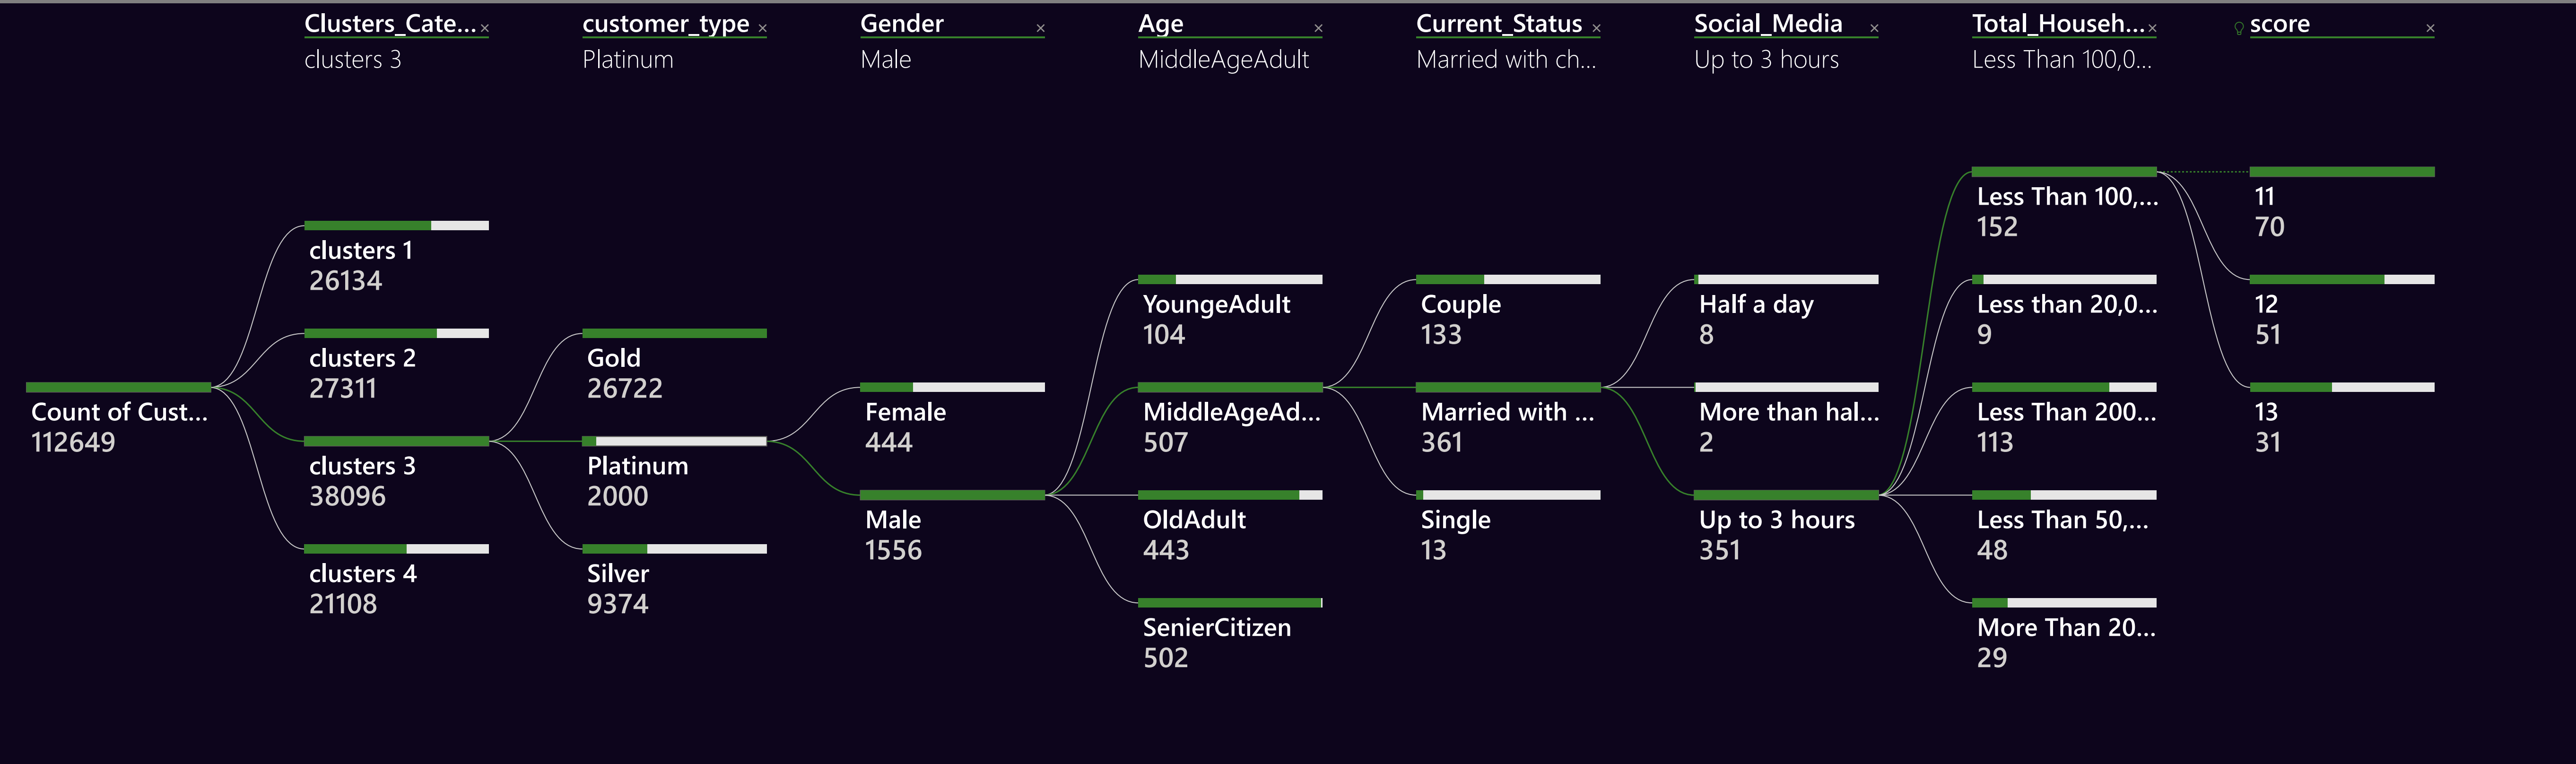 Clusters_Cate...
clusters 3
customer_type
Platinum
Gender
Male
Age
MiddleAgeAdult
Current_Status
Married with ch...
Social_Media
Up to 3 hours
Total_Househ...
Less Than 100,0...
score
Count of Cust...
112649
clusters 1
26134
clusters 2
27311
clusters 3
38096
clusters 4
21108
Gold
26722
Platinum
2000
Silver
9374
Female
444
Male
1556
YoungeAdult
104
MiddleAgeAd...
507
OldAdult
443
SenierCitizen
502
Couple
133
Married with ...
361
Single
13
Half a day
8
More than hal...
2
Up to 3 hours
351
Less Than 100,...
152
Less than 20,0...
9
Less Than 200...
113
Less Than 50,...
48
More Than 20...
29
11
70
12
51
13
31